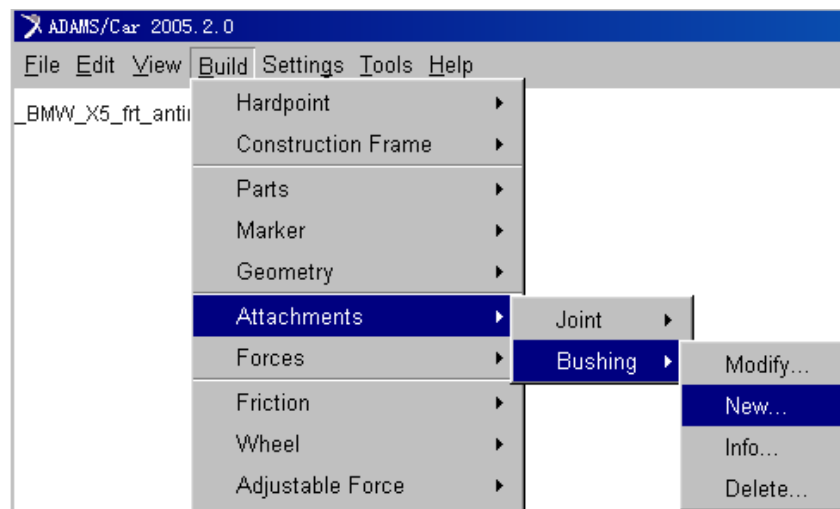 ADAMS/Car 2005.2.0
File Edit View Build Settings Tools Help
_BMW_X5_frt_antii
Hardpoint
Construction Frame
Parts
Marker
Geometry
Attachments
Joint
Forces
Bushing
Modify...
Friction
New...
Wheel
Info...
Adjustable Force
Delete...